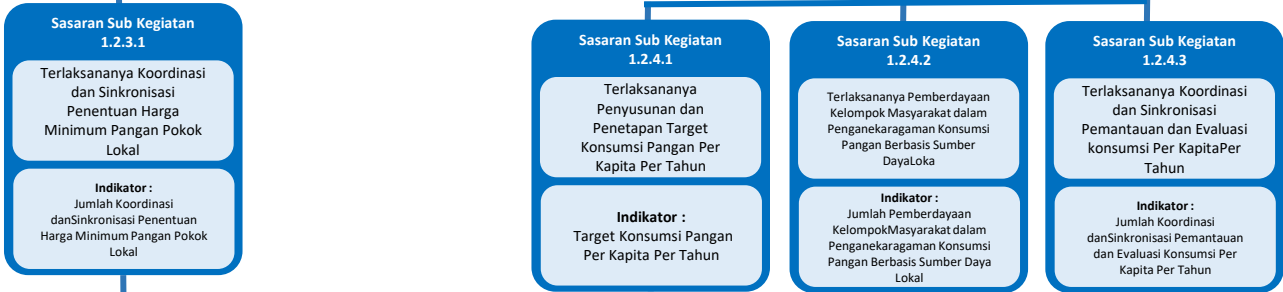 Sasaran Sub Kegiatan
1.2.3.1
Terlaksananya Koordinasi
dan Sinkronisasi
Penentuan Harga
Minimum Pangan Pokok
Lokal
Indikator :
Jumlah Koordinasi
danSinkronisasi Penentuan
Harga Minimum Pangan Pokok
Lokal
Sasaran Sub Kegiatan
1.2.4.1
Terlaksananya
Penyusunan dan
Penetapan Target
Konsumsi Pangan Per
Kapita Per Tahun
Indikator :
Target Konsumsi Pangan
Per Kapita Per Tahun
Sasaran Sub Kegiatan
1.2.4.2
Terlaksananya Pemberdayaan
Kelompok Masyarakat dalam
Penganekaragaman Konsumsi
Pangan Berbasis Sumber
DayaLoka
Indikator :
Jumlah Pemberdayaan
KelompokMasyarakat dalam
Penganekaragaman Konsumsi
Pangan Berbasis Sumber Daya
Lokal
Sasaran Sub Kegiatan
1.2.4.3
Terlaksananya Koordinasi
dan Sinkronisasi
Pemantauan dan Evaluasi
konsumsi Per KapitaPer
Tahun
Indikator :
Jumlah Koordinasi
danSinkronisasi Pemantauan
dan Evaluasi Konsumsi Per
Kapita Per Tahun